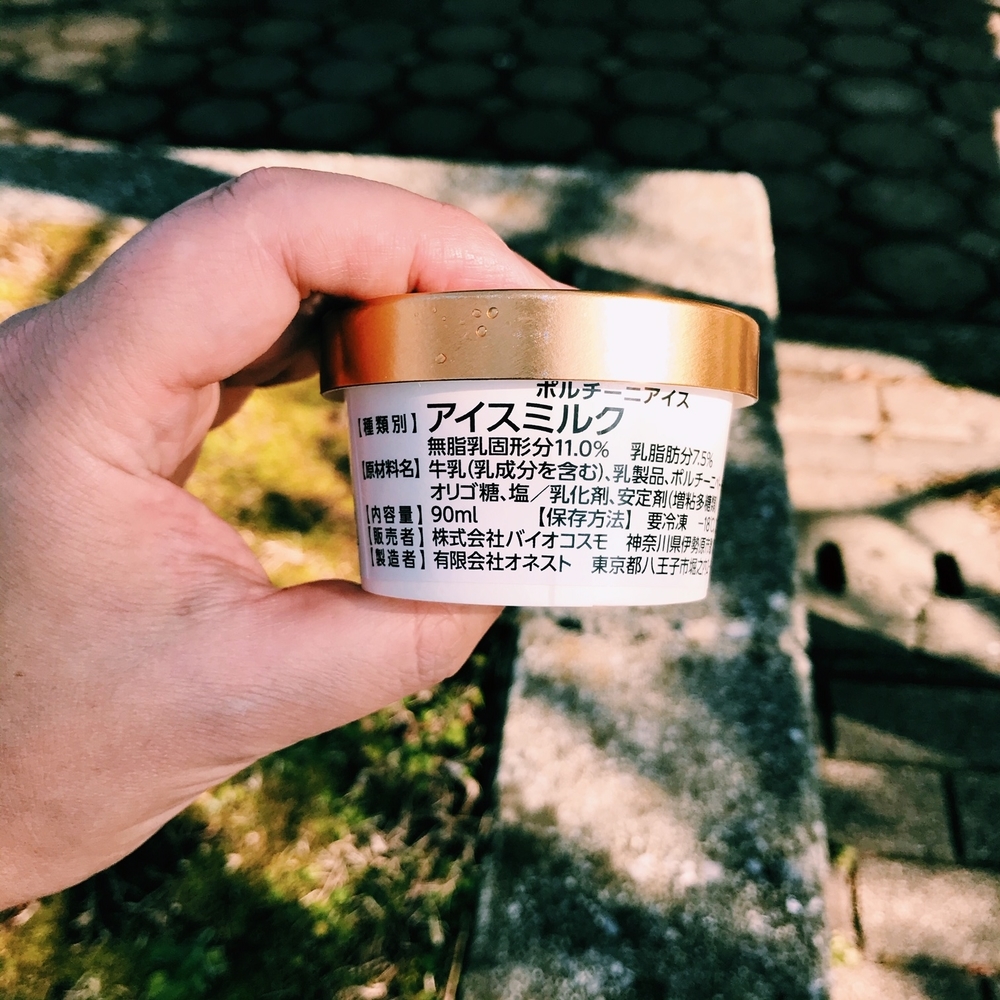 ポルチーニアイス
【種類別】 アイスミルク
無脂乳固形分11.0% 乳脂肪分7.5%
【原材料名】 牛乳(乳成分を含む)、乳製品、ポルチーニ
オリゴ糖、塩／乳化剤、安定剤(増粘多糖類
【内容量】 90ml 【保存方法】 要冷凍 -18
【販売者】 株式会社バイオコスモ 神奈川県伊勢原市
【製造者】 有限会社オネスト 東京都八王子市堀之内